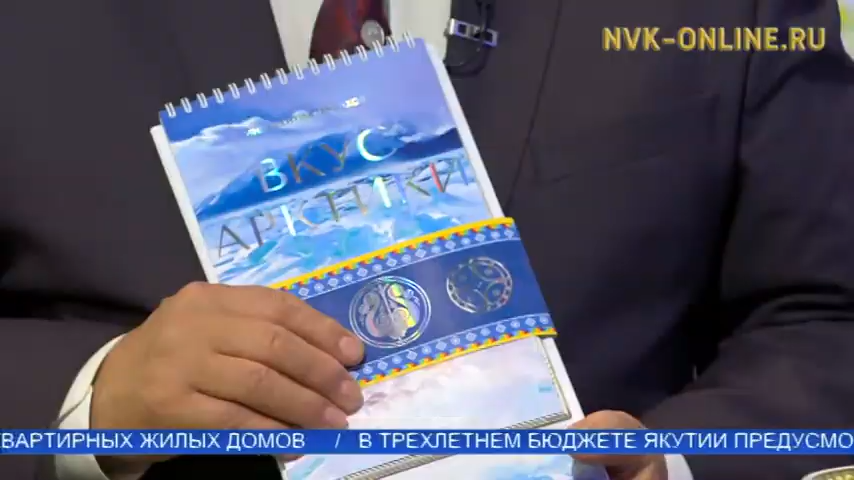 NVK-ONLINE.RU
ВКУС
АРКТИКИ
ВАРТИРНЫХ ЖИЛЫХ ДОМОВ / В ТРЕХЛЕТНЕМ БЮДЖЕТЕ ЯКУТИИ ПРЕДУСМО